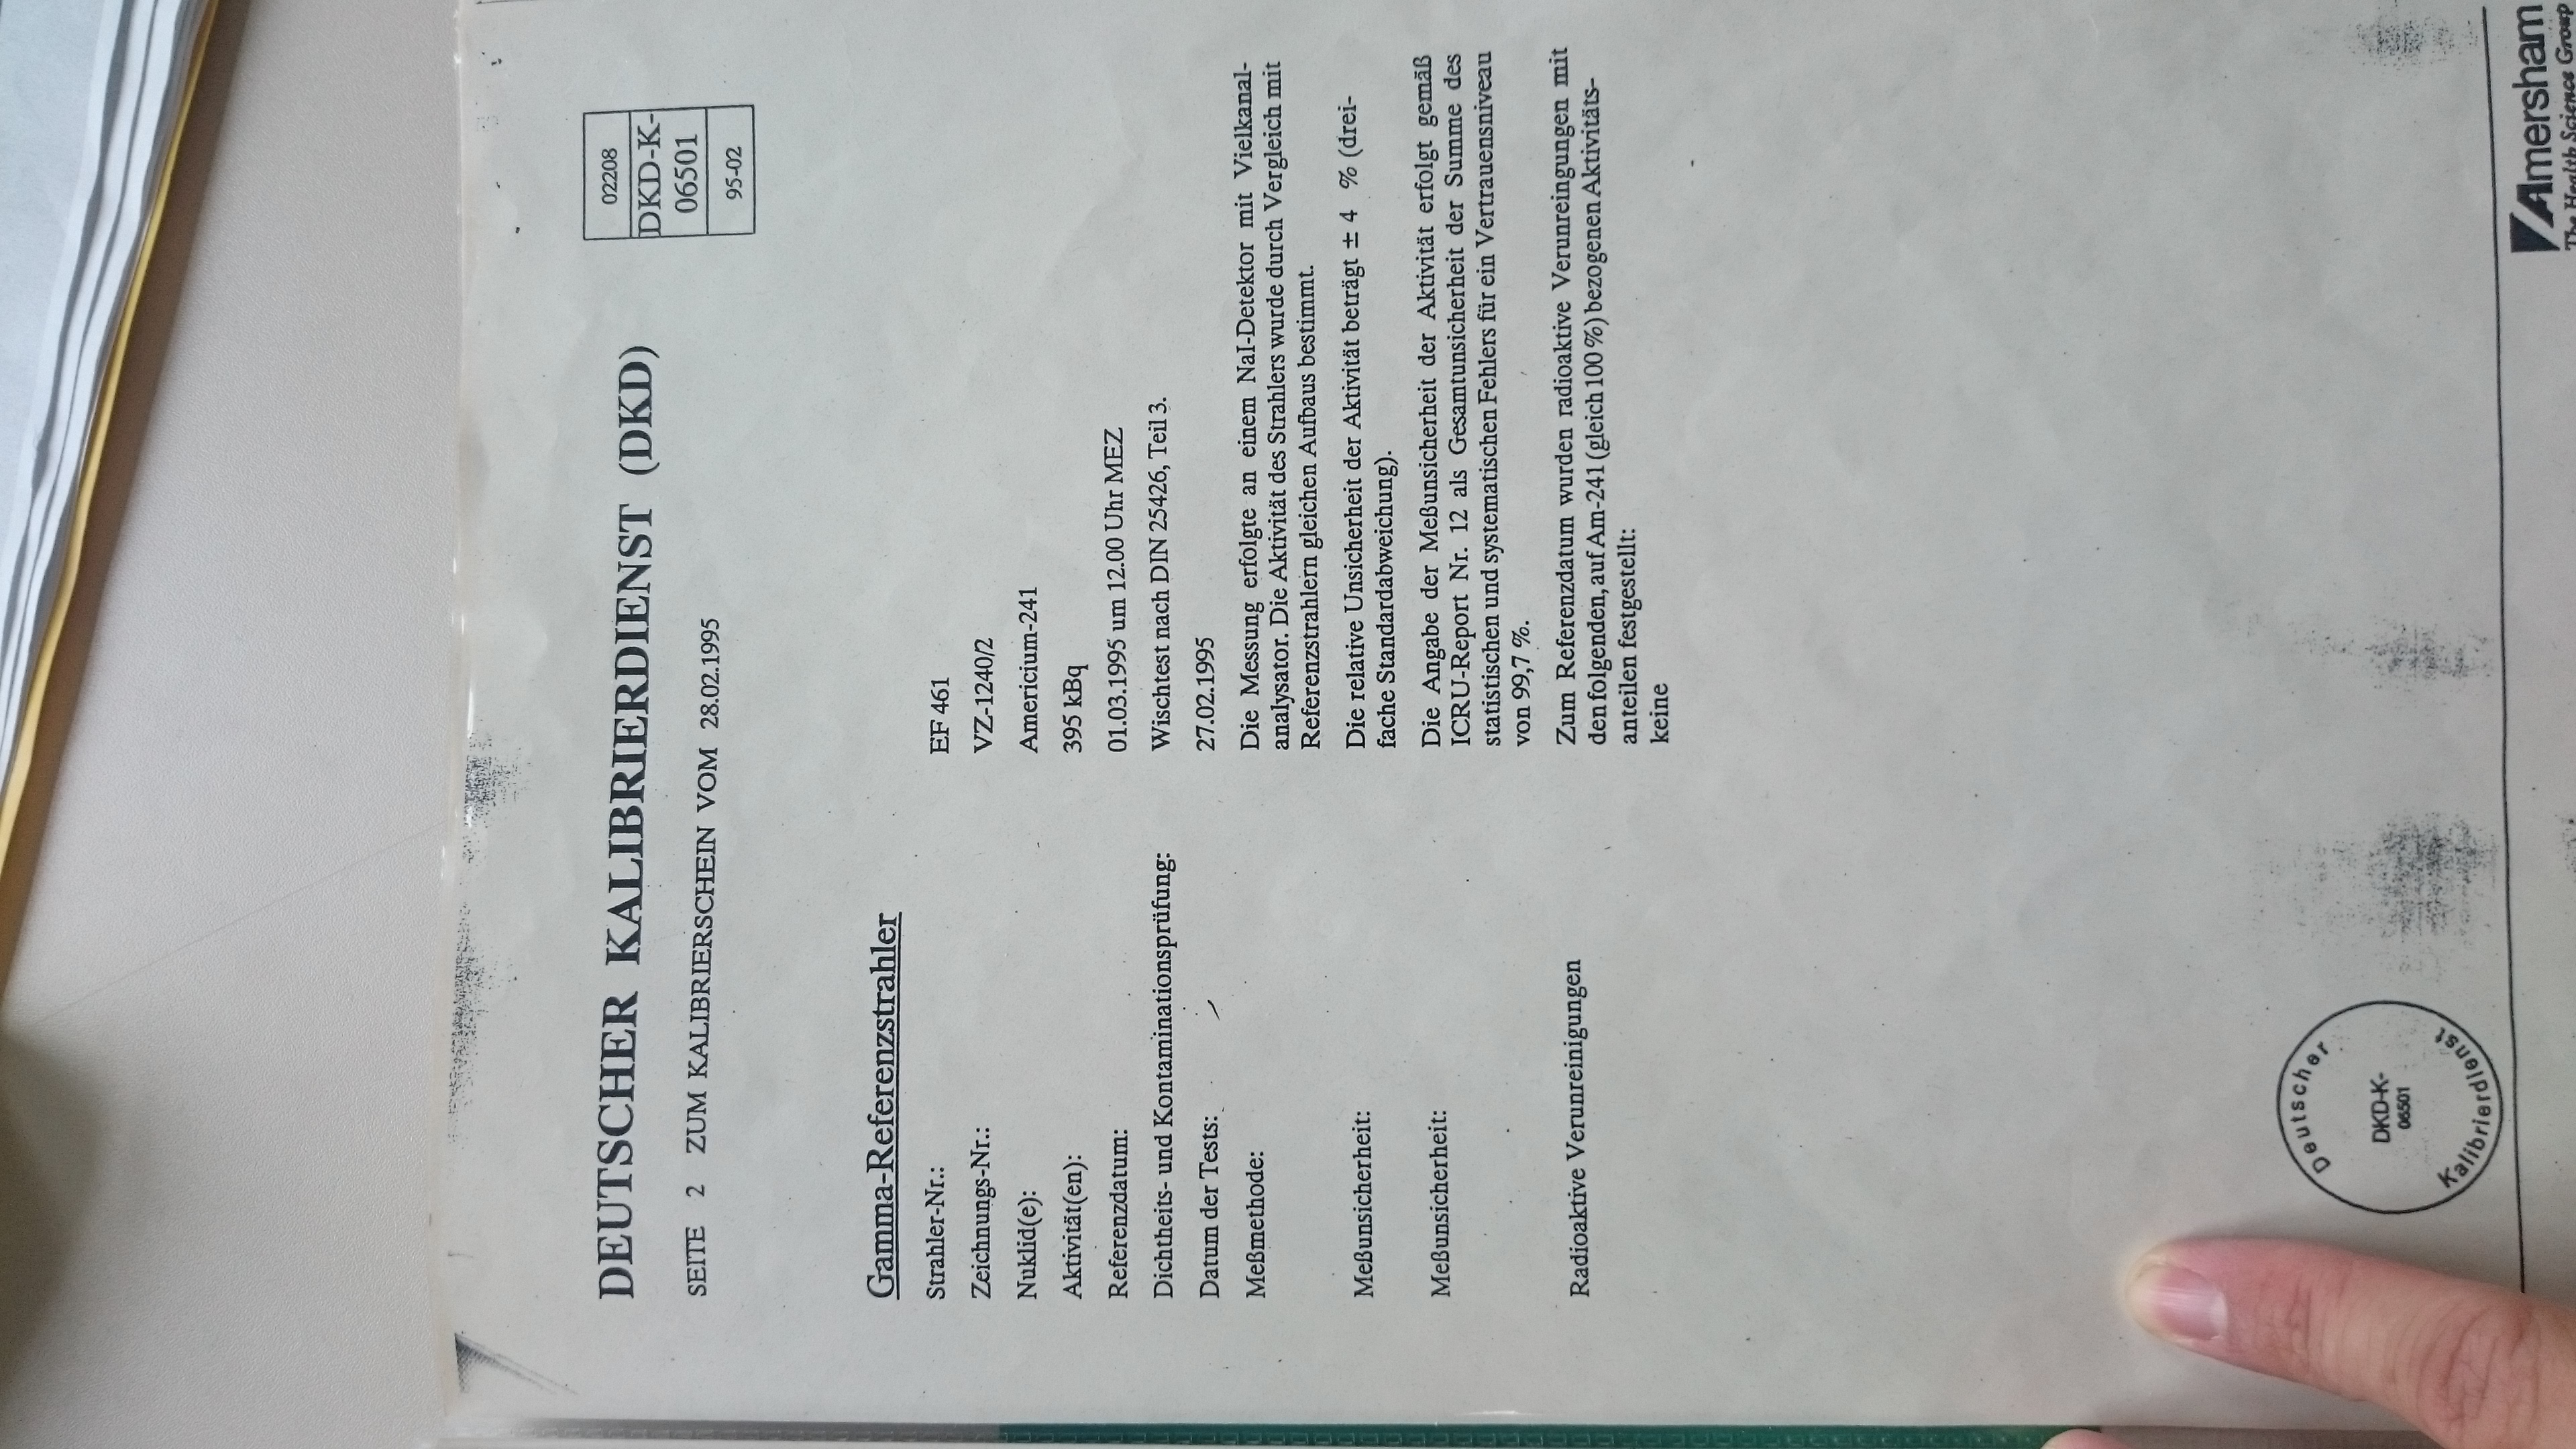 02208
DKD-K-
06501
95-02
DEUTSCHER KALIBRIERDIENST (DKD)
SEITE 2 ZUM KALIBRIERSCHEIN VOM 28.02.1995
Gamma-Referenzstrahler
Strahler-Nr.: EF 461
Zeichnungs-Nr.: VZ-1240/2
Nuklid(e): Americium-241
Aktivität(en): 395 kBq
Referenzdatum: 01.03.1995 um 12.00 Uhr MEZ
Dichtheits- und Kontaminationsprüfung: Wischtest nach DIN 25426, Teil 3.
Datum der Tests: 27.02.1995
Meßmethode: Die Messung erfolgte an einem NaI-Detektor mit Vielkanal-
analysator. Die Aktivität des Strahlers wurde durch Vergleich mit
Referenzstrahlern gleichen Aufbaus bestimmt.
Meßunsicherheit: Die relative Unsicherheit der Aktivität beträgt ± 4 % (drei-
fache Standardabweichung).
Meßunsicherheit: Die Angabe der Meßunsicherheit der Aktivität erfolgt gemäß
ICRU-Report Nr. 12 als Gesamtunsicherheit der Summe des
statistischen und systematischen Fehlers für ein Vertrauensniveau
von 99,7 %.
Radioaktive Verunreinigungen Zum Referenzdatum wurden radioaktive Verunreingungen mit
den folgenden, auf Am-241 (gleich 100 %) bezogenen Aktivitäts-
anteilen festgestellt:
keine
Deutscher
DKD-K-
06501
Kalibrierdienst
Amersham
The Health Science Group